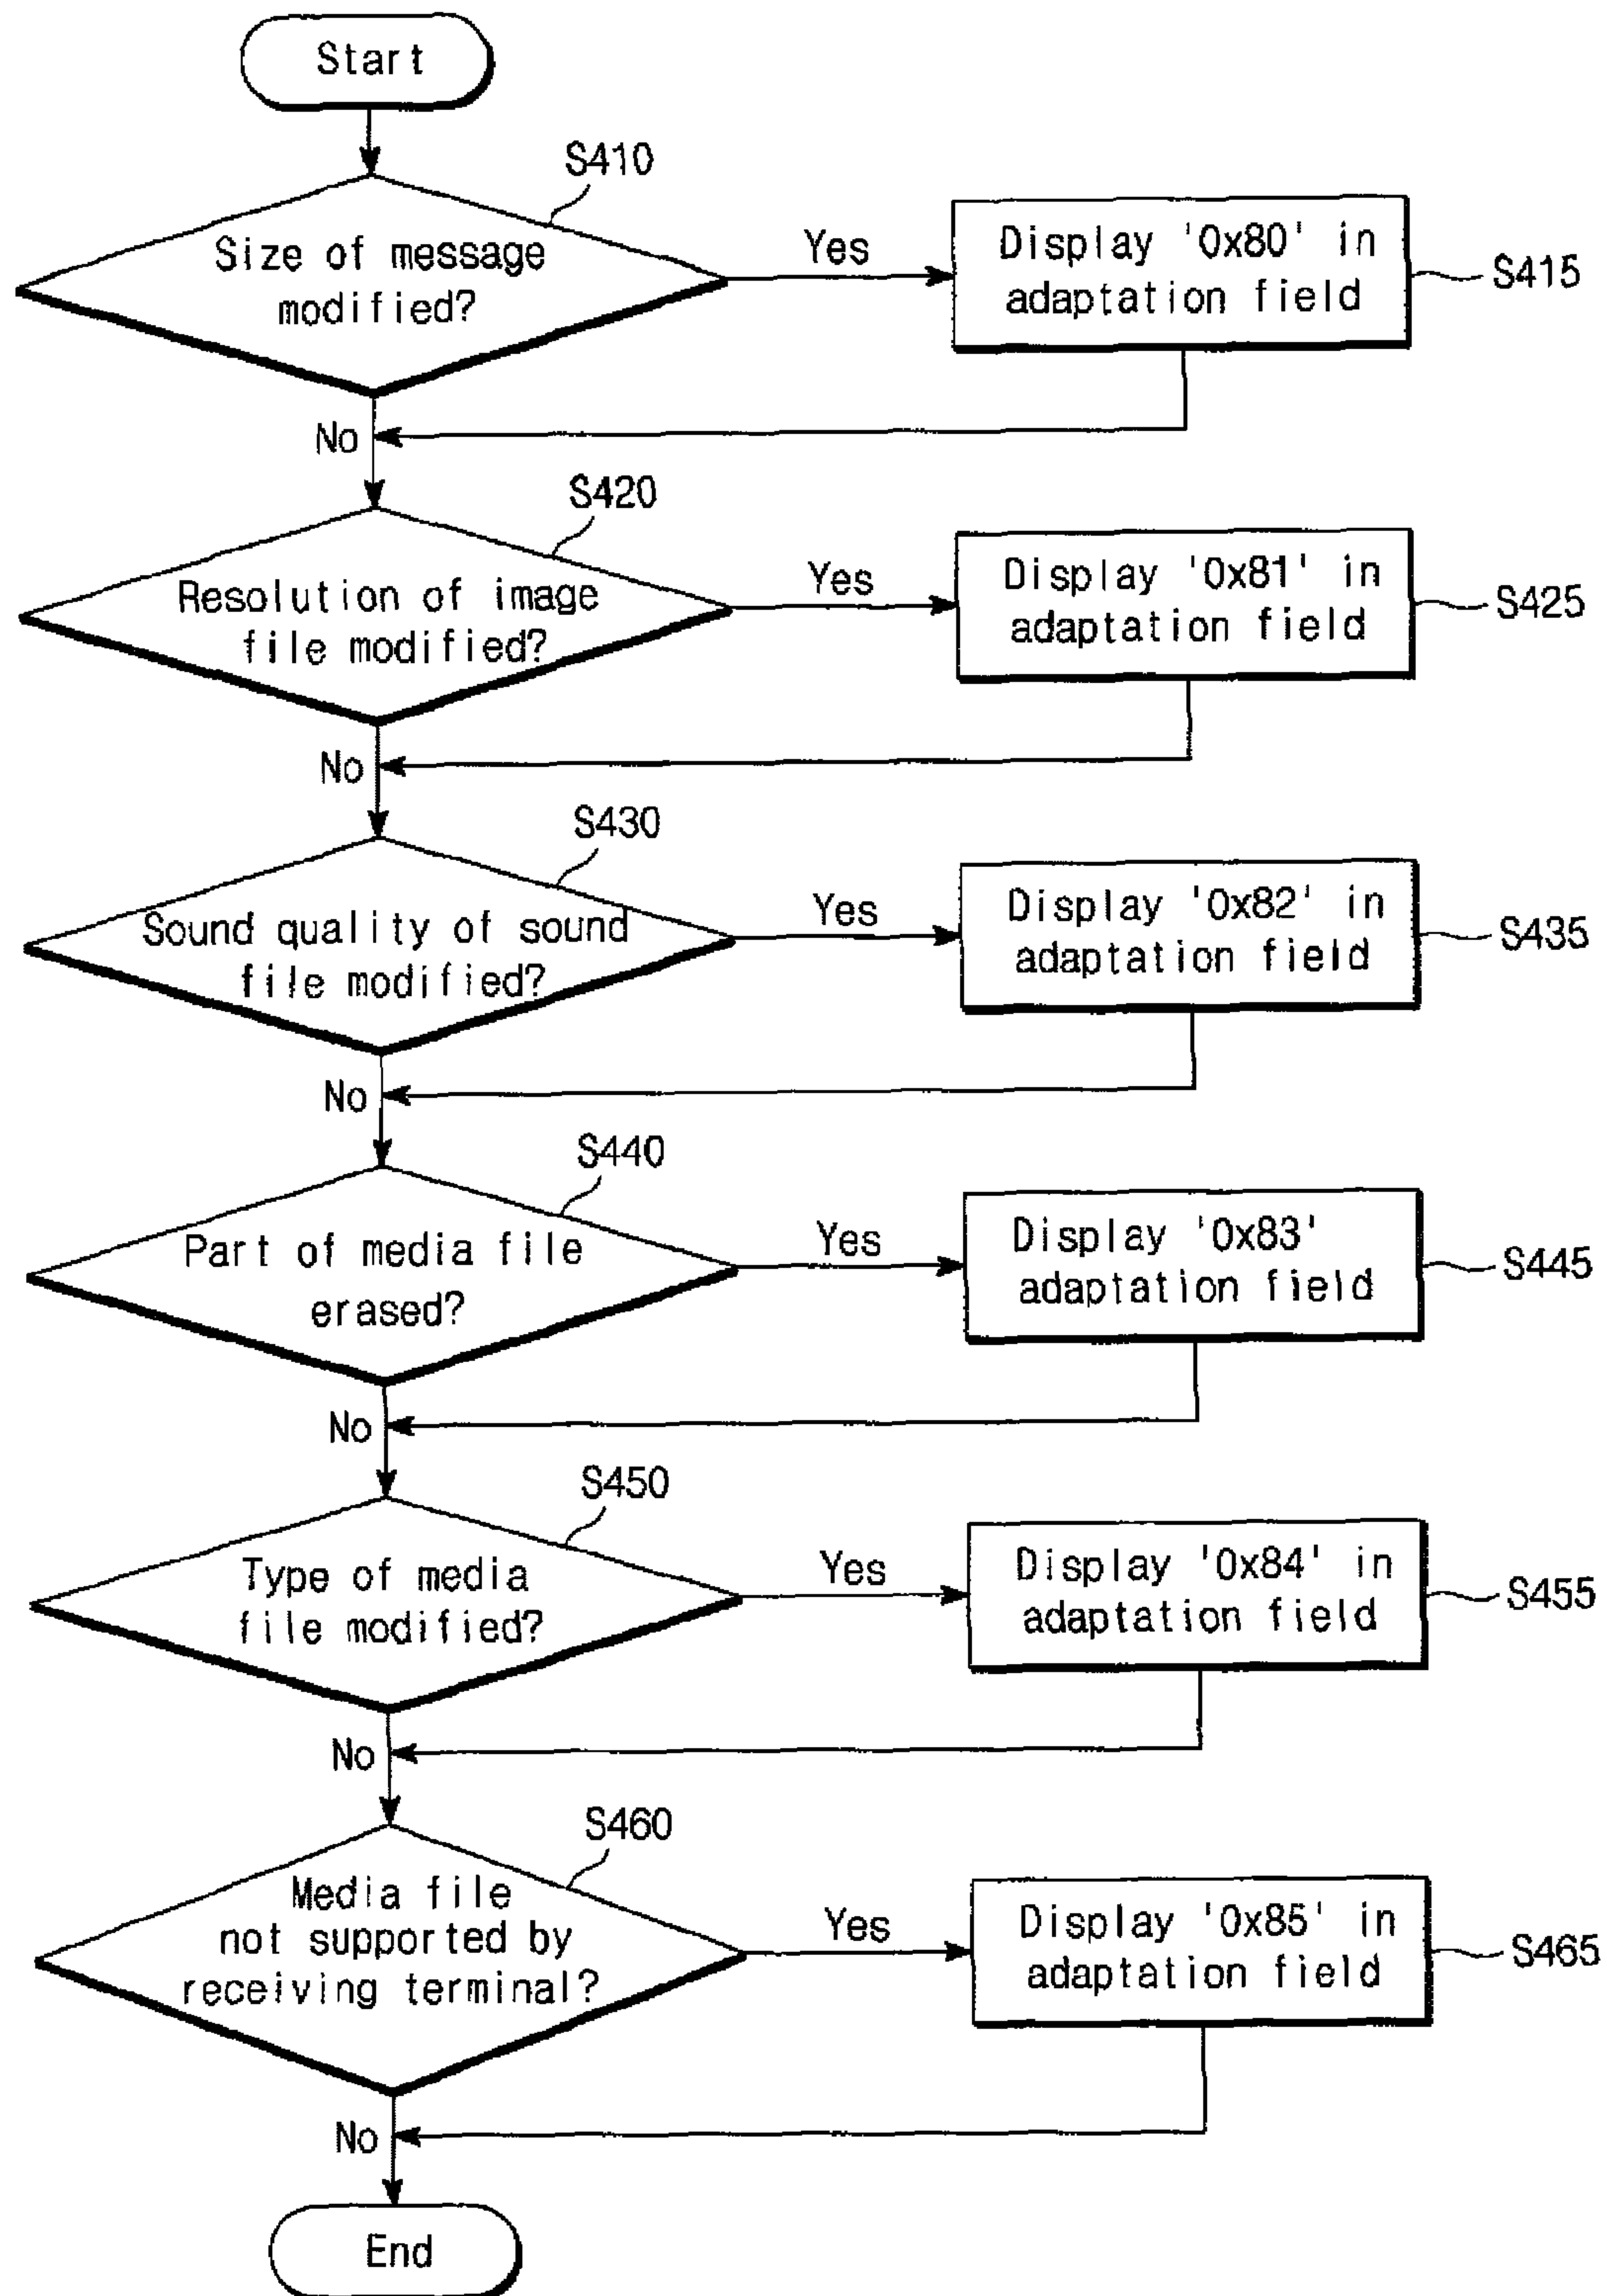 Start
S410
Size of message
modified?
Yes
Display '0x80' in
adaptation field
S415
No
S420
Resolution of image
file modified?
Yes
Display '0x81' in
adaptation field
S425
No
S430
Sound quality of sound
file modified?
Yes
Display '0x82' in
adaptation field
S435
No
S440
Part of media file
erased?
Yes
Display '0x83'
adaptation field
S445
No
S450
Type of media
file modified?
Yes
Display '0x84' in
adaptation field
S455
No
S460
Media file
not supported by
receiving terminal?
Yes
Display '0x85' in
adaptation field
S465
No
End